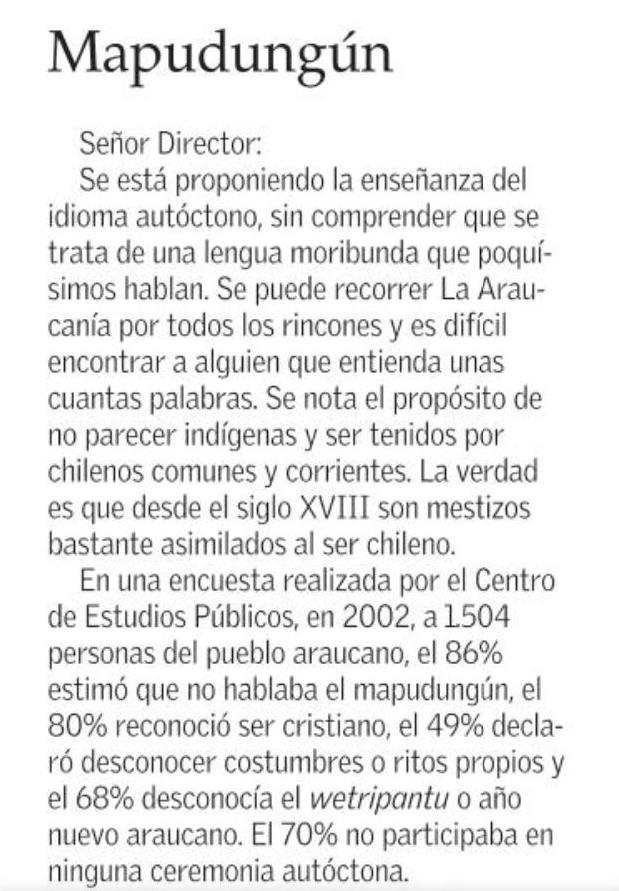 Mapudungún
Señor Director:
Se está proponiendo la enseñanza del
idioma autóctono, sin comprender que se
trata de una lengua moribunda que poquí-
simos hablan. Se puede recorrer La Arau-
canía por todos los rincones y es difícil
encontrar a alguien que entienda unas
cuantas palabras. Se nota el propósito de
no parecer indígenas y ser tenidos por
chilenos comunes y corrientes. La verdad
es que desde el siglo XVIII son mestizos
bastante asimilados al ser chileno.
En una encuesta realizada por el Centro
de Estudios Públicos, en 2002, a 1.504
personas del pueblo araucano, el 86%
estimó que no hablaba el mapudungún, el
80% reconoció ser cristiano, el 49% decla-
ró desconocer costumbres o ritos propios y
el 68% desconocía el wetripantu o año
nuevo araucano. El 70% no participaba en
ninguna ceremonia autóctona.